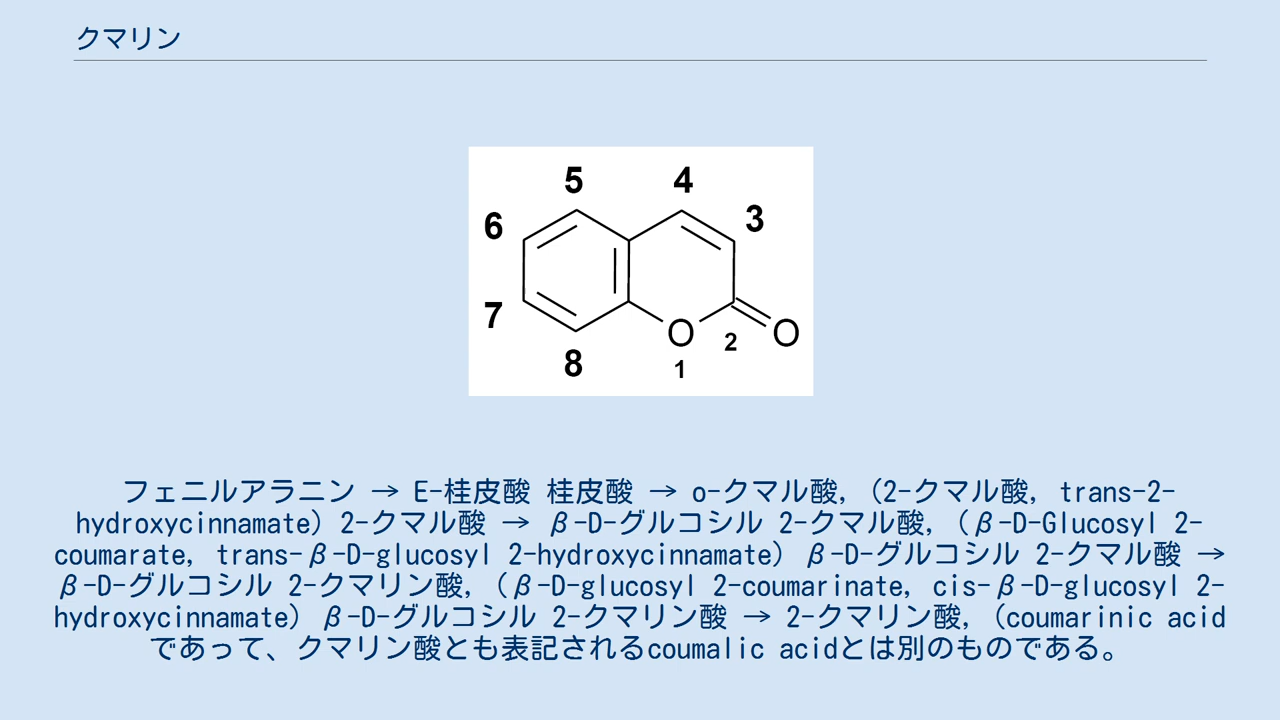 クマリン
5
4
3
6
7
8
O
1
2
O
フェニルアラニン → E-桂皮酸 桂皮酸 → o-クマル酸, (2-クマル酸, trans-2-
hydroxycinnamate) 2-クマル酸 → β-D-グルコシル 2-クマル酸, (β-D-Glucosyl 2-
coumarate, trans-β-D-glucosyl 2-hydroxycinnamate) β-D-グルコシル 2-クマル酸 →
β-D-グルコシル 2-クマリン酸, (β-D-glucosyl 2-coumarinate, cis-β-D-glucosyl 2-
hydroxycinnamate) β-D-グルコシル 2-クマリン酸 → 2-クマリン酸, (coumarinic acid
であって、クマリン酸とも表記されるcoumalic acidとは別のものである。